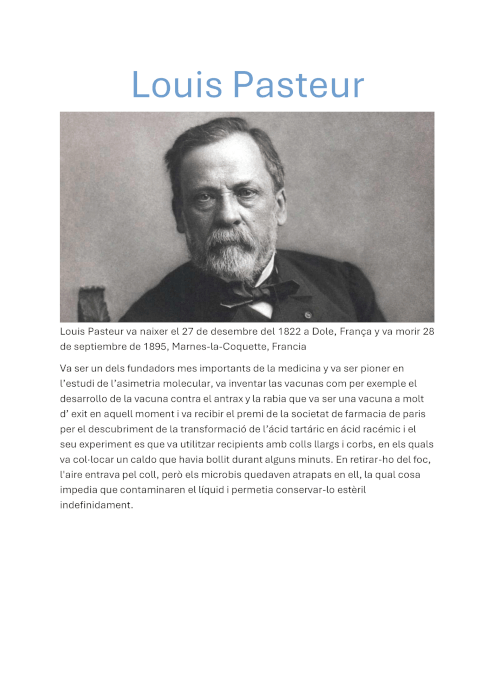 Louis Pasteur
Louis Pasteur va naixer el 27 de desembre del 1822 a Dole, França y va morir 28
de septiembre de 1895, Marnes-la-Coquette, Francia
Va ser un dels fundadors mes importants de la medicina y va ser pioner en
l’estudi de l’asimetria molecular, va inventar las vacunas com per exemple el
desarrollo de la vacuna contra el antrax y la rabia que va ser una vacuna a molt
d’ exit en aquell moment i va recibir el premi de la societat de farmacia de paris
per el descubriment de la transformació de l’ácid tartáric en ácid racémic i el
seu experiment es que va utilitzar recipients amb colls llargs i corbs, en els quals
va col·locar un caldo que havia bollit durant alguns minuts. En retirar-ho del foc,
l'aire entrava pel coll, però els microbis quedaven atrapats en ell, la qual cosa
impedia que contaminaren el líquid i permetia conservar-lo estèril
indefinidament.